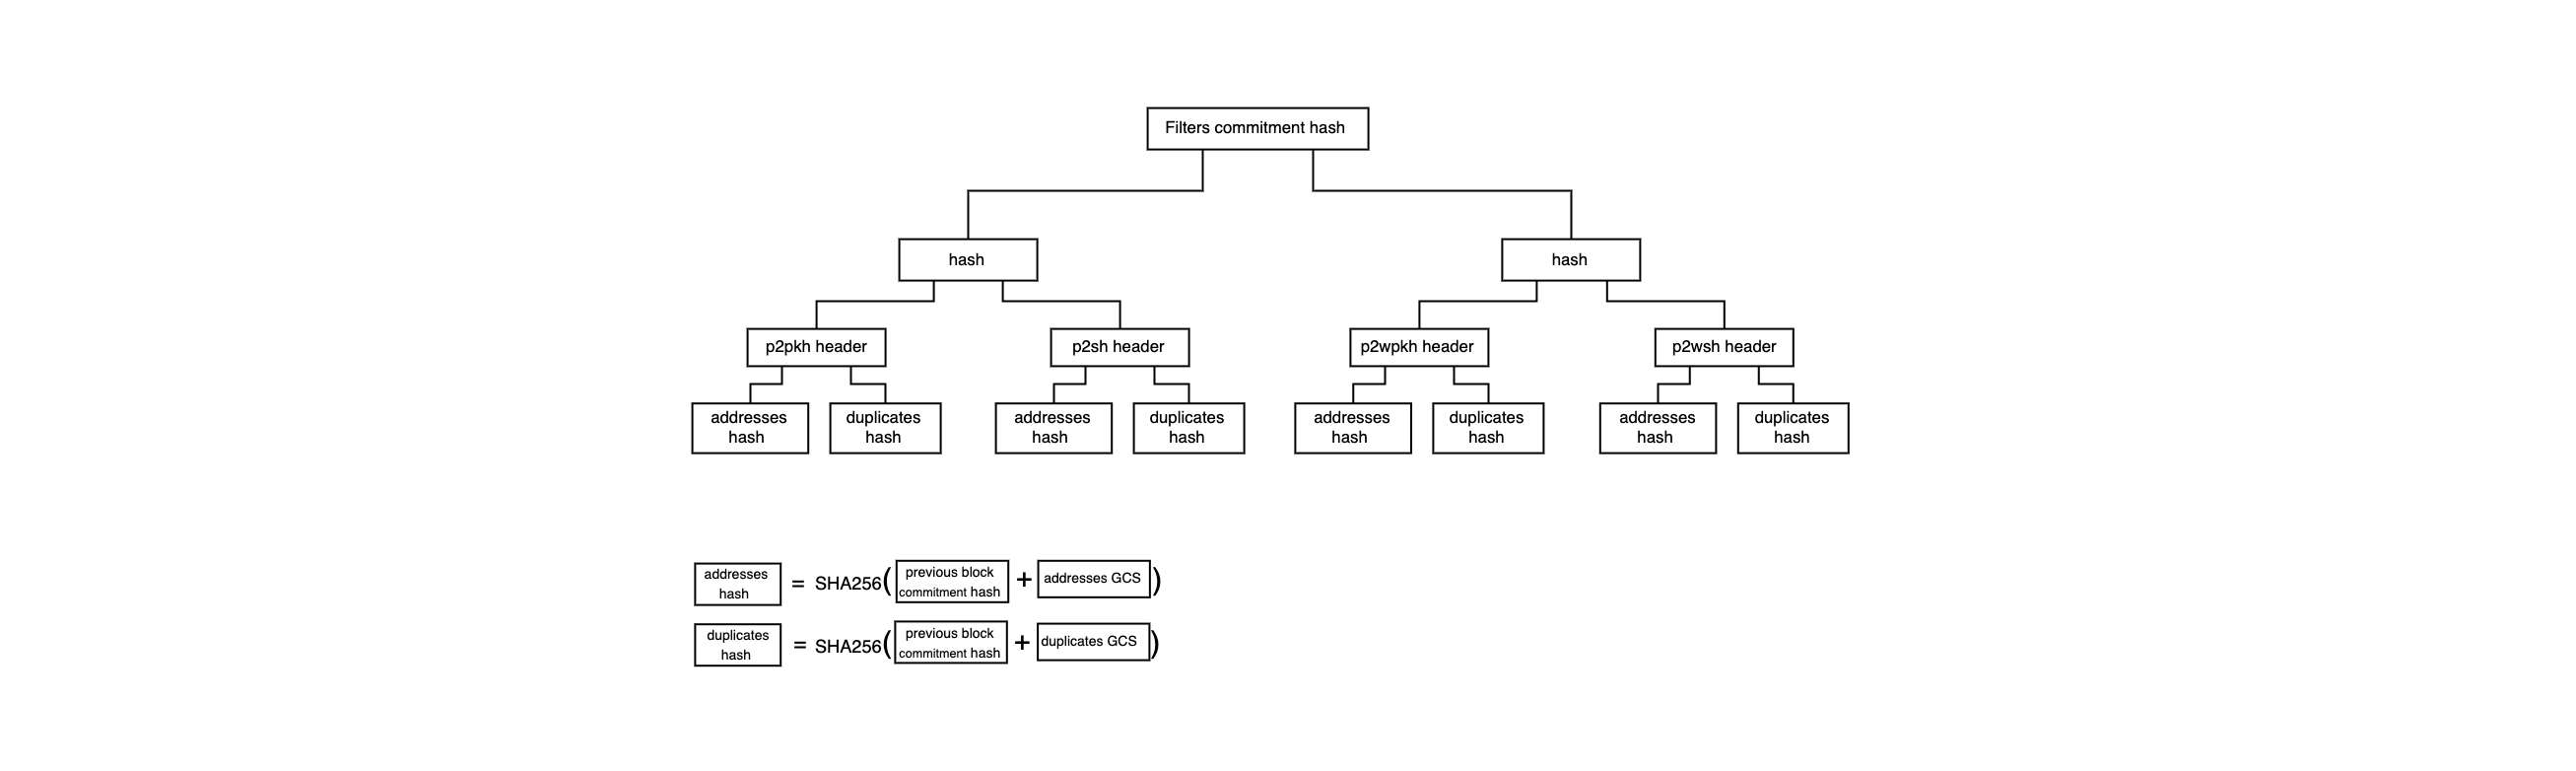 Filters commitment hash
hash
hash
p2pkh header
p2sh header
p2wpkh header
p2wsh header
addresses
hash
duplicates
hash
addresses
hash
duplicates
hash
addresses
hash
duplicates
hash
addresses
hash
duplicates
hash
addresses
hash
= SHA256(
previous block
commitment hash
+
addresses GCS
)
duplicates
hash
= SHA256(
previous block
commitment hash
+
duplicates GCS
)